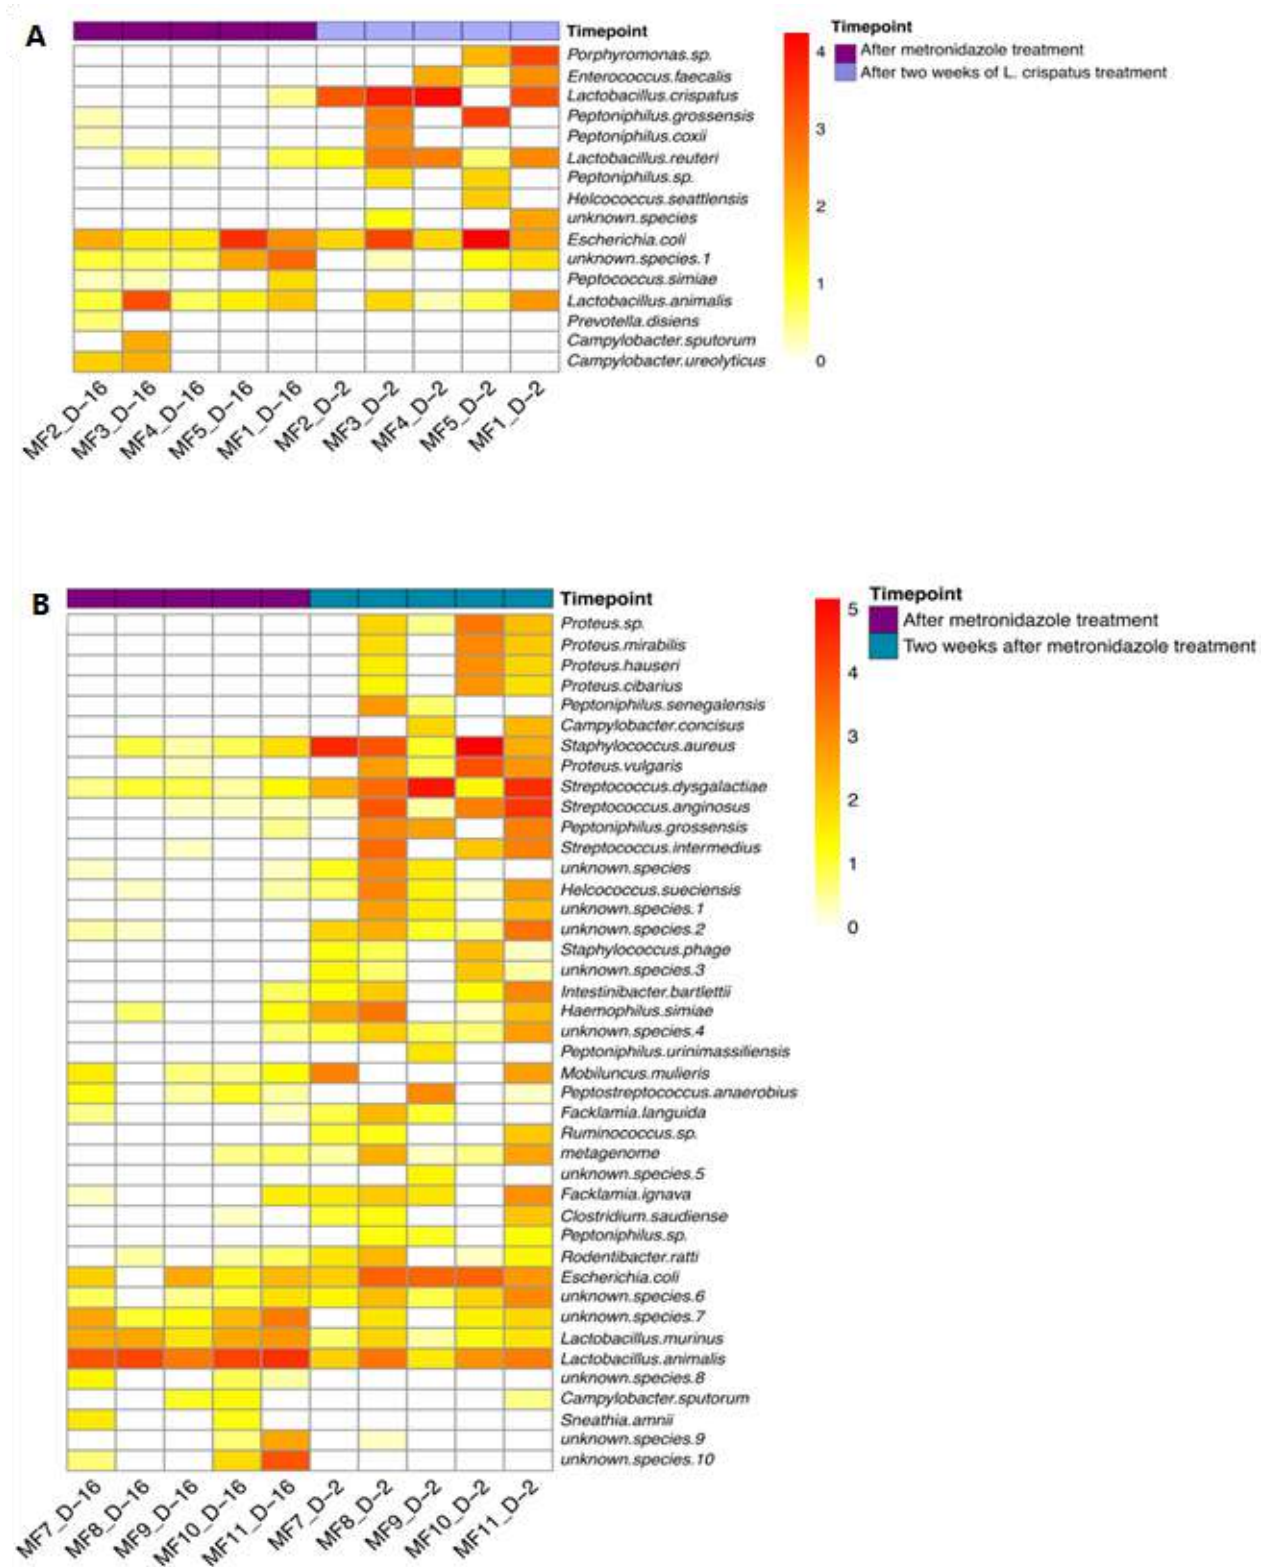 A
Timepoint
Porphyromonas.sp.
Enterococcus.faecalis
Lactobacillus.crispatus
Peptoniphilus.grossensis
Peptoniphilus.coxii
Lactobacillus.reuteri
Peptoniphilus.sp.
Helcococcus.seattlensis
unknown.species
Escherichia.coli
unknown.species.1
Peptococcus.simiae
Lactobacillus.animalis
Prevotella.disiens
Campylobacter.sputorum
Campylobacter.ureolyticus
4
3
2
1
0
Timepoint
After metronidazole treatment
After two weeks of L. crispatus treatment
MF2_D-16
MF3_D-16
MF4_D-16
MF5_D-16
MF1_D-16
MF2_D-2
MF3_D-2
MF4_D-2
MF5_D-2
MF1_D-2
B
Timepoint
Proteus.sp.
Proteus.mirabilis
Proteus.hauseri
Proteus.cibarius
Peptoniphilus.senegalensis
Campylobacter.concisus
Staphylococcus.aureus
Proteus.vulgaris
Streptococcus.dysgalactiae
Streptococcus.anginosus
Peptoniphilus.grossensis
Streptococcus.intermedius
unknown.species
Helcococcus.sueciensis
unknown.species.1
unknown.species.2
Staphylococcus.phage
unknown.species.3
Intestinibacter.bartlettii
Haemophilus.simiae
unknown.species.4
Peptoniphilus.urinimassiliensis
Mobiluncus.mulieris
Peptostreptococcus.anaerobius
Facklamia.languida
Ruminococcus.sp.
metagenome
unknown.species.5
Facklamia.ignava
Clostridium.saudiense
Peptoniphilus.sp.
Rodentibacter.ratti
Escherichia.coli
unknown.species.6
unknown.species.7
Lactobacillus.murinus
Lactobacillus.animalis
unknown.species.8
Campylobacter.sputorum
Sneathia.amnii
unknown.species.9
unknown.species.10
5
4
3
2
1
0
Timepoint
After metronidazole treatment
Two weeks after metronidazole treatment
MF7_D-16
MF8_D-16
MF9_D-16
MF10_D-16
MF11_D-16
MF7_D-2
MF8_D-2
MF9_D-2
MF10_D-2
MF11_D-2